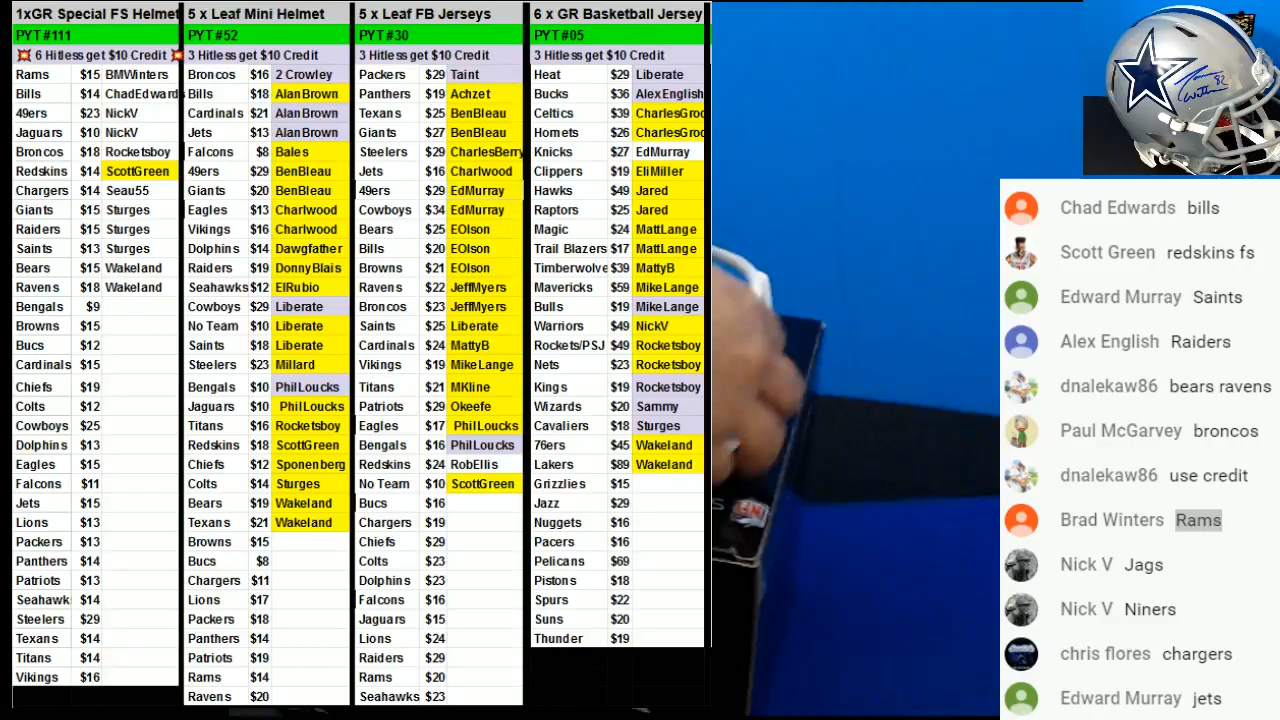 1xGR Special FS Helmet
PYT #111
6 Hitless get $10 Credit
Rams $15 BMWinters
Bills $14 ChadEdward
49ers $23 NickV
Jaguars $10 NickV
Broncos $18 Rocketsboy
Redskins $14 ScottGreen
Chargers $14 Seau55
Giants $15 Sturges
Raiders $15 Sturges
Saints $13 Sturges
Bears $15 Wakeland
Ravens $18 Wakeland
Bengals $9
Browns $15
Bucs $12
Cardinals $15
Chiefs $19
Colts $12
Cowboys $25
Dolphins $13
Eagles $15
Falcons $11
Jets $15
Lions $13
Packers $13
Panthers $14
Patriots $13
Seahawk $14
Steelers $29
Texans $14
Titans $14
Vikings $16
5 x Leaf Mini Helmet
PYT #52
3 Hitless get $10 Credit
Broncos $16 2 Crowley
Bills $18 AlanBrown
Cardinals $21 AlanBrown
Jets $13 AlanBrown
Falcons $8 Bales
49ers $29 BenBleau
Giants $20 BenBleau
Eagles $13 Charlwood
Vikings $16 Charlwood
Dolphins $14 Dawgfather
Raiders $19 DonnyBlais
Seahawks $12 ElRubio
Cowboys $29 Liberate
No Team $10 Liberate
Saints $18 Liberate
Steelers $23 Millard
Bengals $10 PhilLoucks
Jaguars $10 PhilLoucks
Titans $16 Rocketsboy
Redskins $18 ScottGreen
Chiefs $12 Sponenberg
Colts $14 Sturges
Bears $19 Wakeland
Texans $21 Wakeland
Browns $15
Bucs $8
Chargers $11
Lions $17
Packers $18
Panthers $14
Patriots $19
Rams $14
Ravens $20
5 x Leaf FB Jerseys
PYT #30
3 Hitless get $10 Credit
Packers $29 Taint
Panthers $19 Achzet
Texans $25 BenBleau
Giants $27 BenBleau
Steelers $29 CharlesBerry
Jets $16 Charlwood
49ers $29 EdMurray
Cowboys $34 EdMurray
Bears $25 EOlson
Bills $20 EOlson
Browns $21 EOlson
Ravens $22 JeffMyers
Broncos $23 JeffMyers
Saints $25 Liberate
Cardinals $24 MattyB
Vikings $19 MikeLange
Titans $21 MKline
Patriots $29 Okeefe
Eagles $17 PhilLoucks
Bengals $16 PhilLoucks
Redskins $24 RobEllis
No Team $10 ScottGreen
Bucs $16
Chargers $19
Chiefs $29
Colts $23
Dolphins $23
Falcons $16
Jaguars $15
Lions $24
Raiders $29
Rams $20
Seahawks $23
6 x GR Basketball Jersey
PYT #05
3 Hitless get $10 Credit
Heat $29 Liberate
Bucks $36 AlexEnglish
Celtics $39 CharlesGroc
Hornets $26 CharlesGroc
Knicks $27 EdMurray
Clippers $19 EliMiller
Hawks $49 Jared
Raptors $25 Jared
Magic $24 MattLange
Trail Blazers $17 MattLange
Timberwolve $39 MattyB
Mavericks $59 MikeLange
Bulls $19 MikeLange
Warriors $49 NickV
Rockets/PSJ $49 Rocketsboy
Nets $23 Rocketsboy
Kings $19 Rocketsboy
Wizards $20 Sammy
Cavaliers $18 Sturges
76ers $45 Wakeland
Lakers $89 Wakeland
Grizzlies $15
Jazz $29
Nuggets $16
Pacers $16
Pelicans $69
Pistons $18
Spurs $22
Suns $20
Thunder $19
Chad Edwards bills
Scott Green redskins fs
Edward Murray Saints
Alex English Raiders
dnalekaw86 bears ravens
Paul McGarvey broncos
dnalekaw86 use credit
Brad Winters Rams
Nick V Jags
Nick V Niners
chris flores chargers
Edward Murray jets